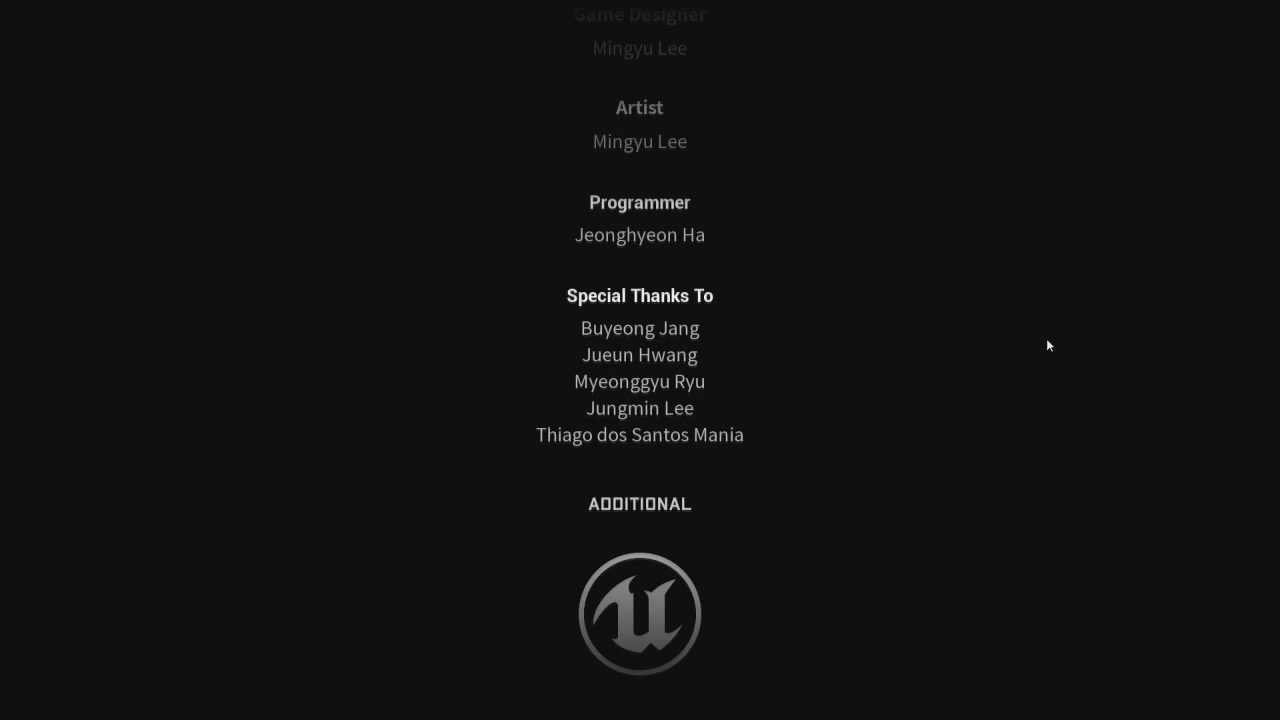 Game Designer
Mingyu Lee
Artist
Mingyu Lee
Programmer
Jeonghyeon Ha
Special Thanks To
Buyeong Jang
Jueun Hwang
Myeonggyu Ryu
Jungmin Lee
Thiago dos Santos Mania
ADDITIONAL